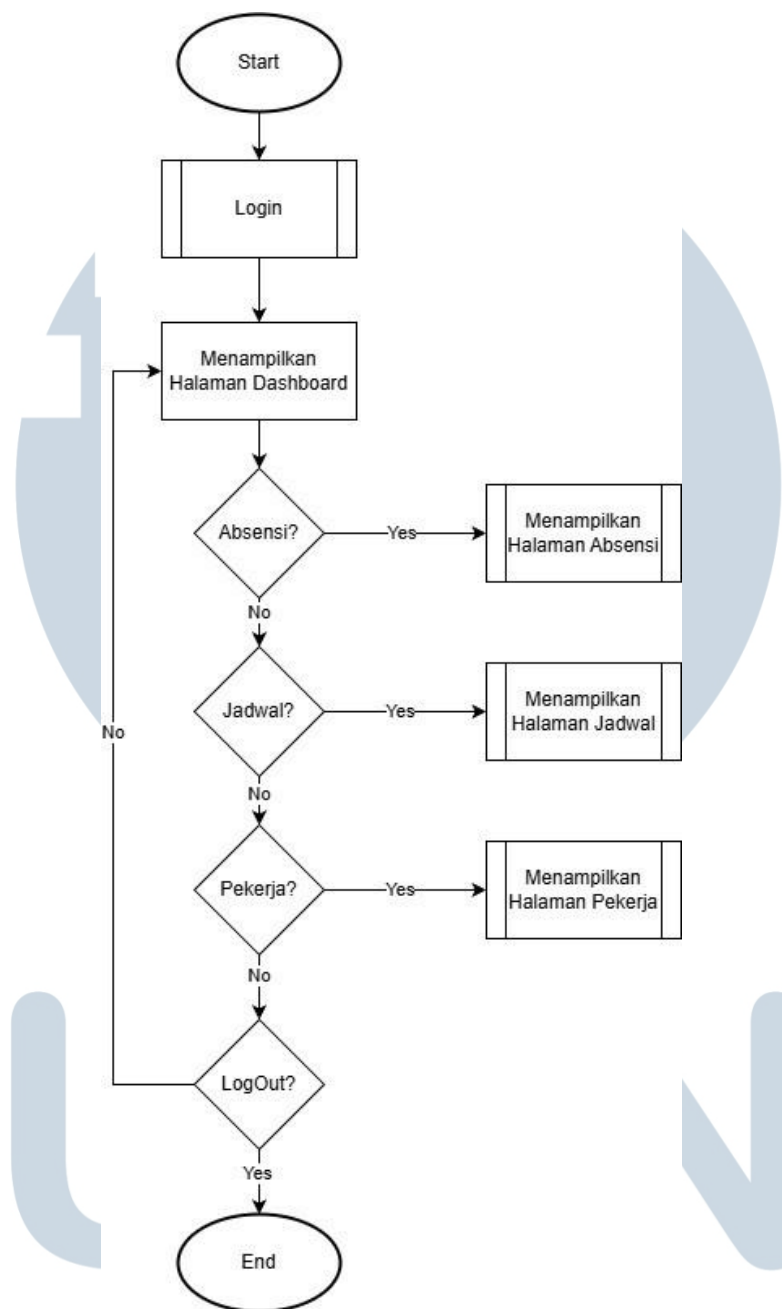 Start
Login
Menampilkan
Halaman Dashboard
Absensi?
Yes
Menampilkan
Halaman Absensi
No
Jadwal?
Yes
Menampilkan
Halaman Jadwal
No
No
Pekerja?
Yes
Menampilkan
Halaman Pekerja
No
LogOut?
Yes
End